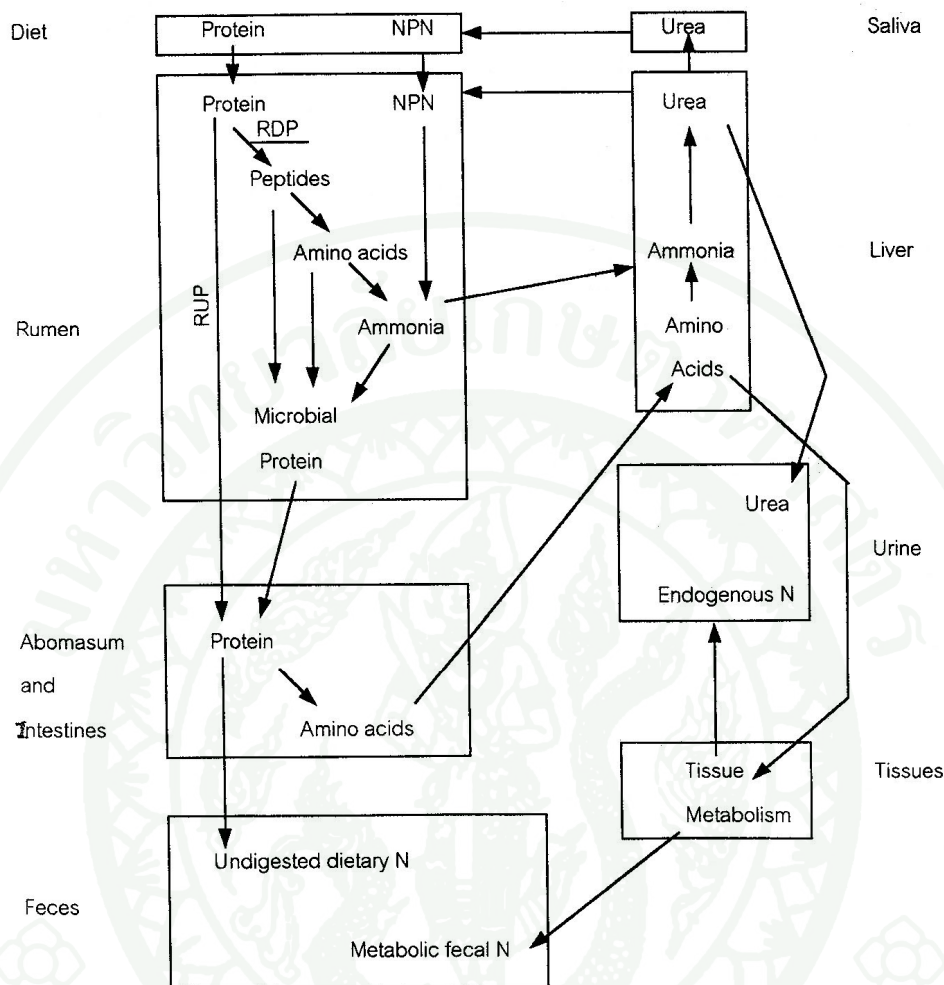 Diet
Protein NPN
Urea
Saliva
Protein NPN
Urea
RDP
Peptides
Amino acids
Ammonia
Liver
RUP
Rumen
Ammonia
Amino
Acids
Microbial
Protein
Urea
Urine
Endogenous N
Abomasum
and
Intestines
Protein
Amino acids
Tissue
Metabolism
Tissues
Undigested dietary N
Feces
Metabolic fecal N